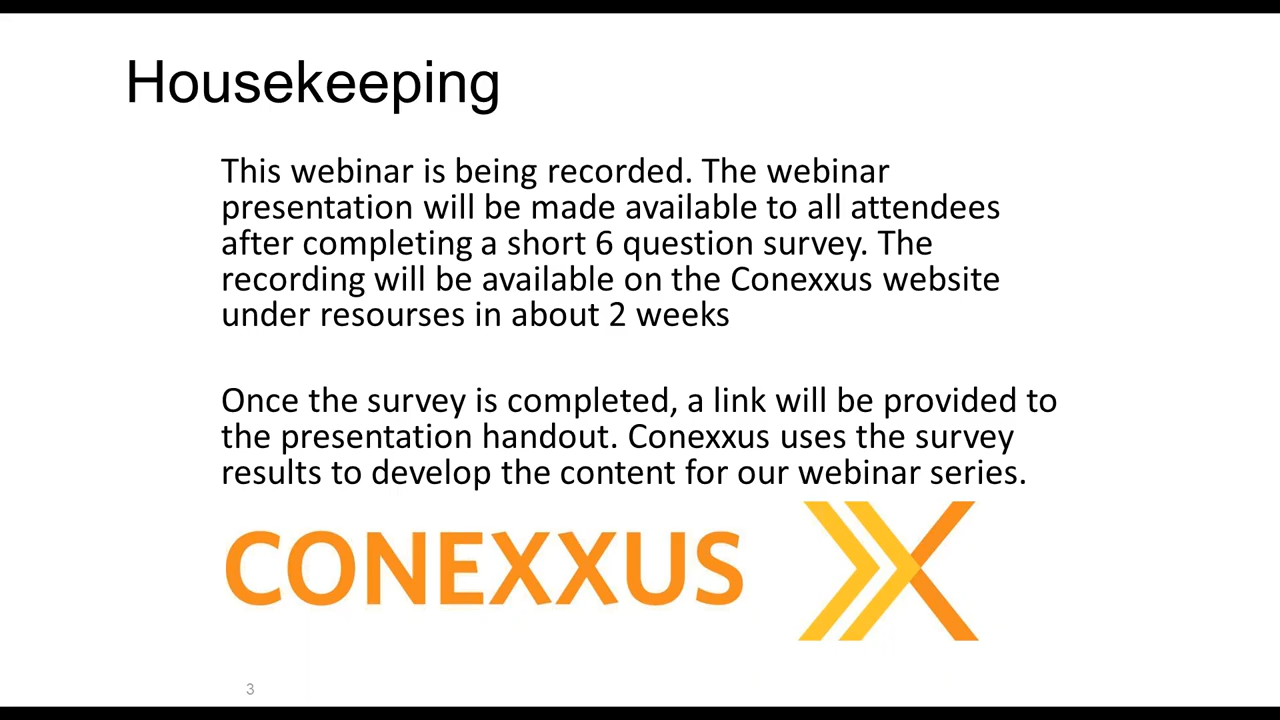 Housekeeping
This webinar is being recorded. The webinar
presentation will be made available to all attendees
after completing a short 6 question survey. The
recording will be available on the Conexxus website
under resourses in about 2 weeks
Once the survey is completed, a link will be provided to
the presentation handout. Conexxus uses the survey
results to develop the content for our webinar series.
CONEXXUS
3